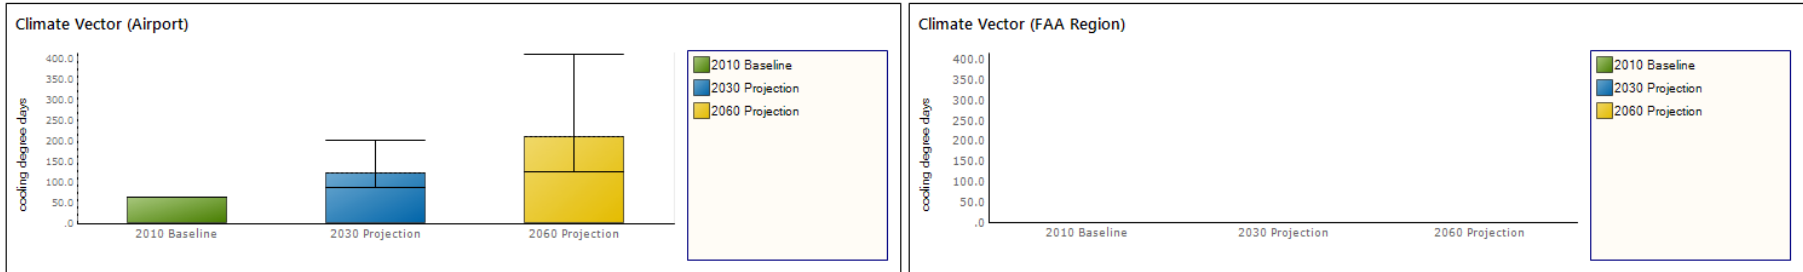 Climate Vector (Airport)
cooling degree days
400.0
350.0
300.0
250.0
200.0
150.0
100.0
50.0
.0
2010 Baseline
2030 Projection
2060 Projection
2010 Baseline
2030 Projection
2060 Projection
Climate Vector (FAA Region)
cooling degree days
400.0
350.0
300.0
250.0
200.0
150.0
100.0
50.0
.0
2010 Baseline
2030 Projection
2060 Projection
2010 Baseline
2030 Projection
2060 Projection